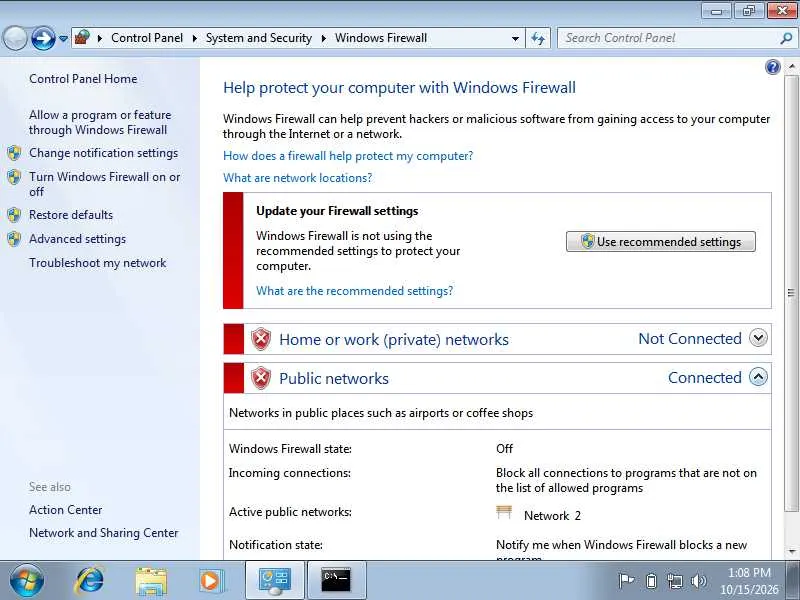 Control Panel
System and Security
Windows Firewall
Search Control Panel
Control Panel Home
Allow a program or feature
through Windows Firewall
Change notification settings
Turn Windows Firewall on or
off
Restore defaults
Advanced settings
Troubleshoot my network
See also
Action Center
Network and Sharing Center
Help protect your computer with Windows Firewall
Windows Firewall can help prevent hackers or malicious software from gaining access to your computer
through the Internet or a network.
How does a firewall help protect my computer?
What are network locations?
Update your Firewall settings
Windows Firewall is not using the
recommended settings to protect your
computer.
Use recommended settings
What are the recommended settings?
Home or work (private) networks Not Connected
Public networks Connected
Networks in public places such as airports or coffee shops
Windows Firewall state: Off
Incoming connections: Block all connections to programs that are not on
the list of allowed programs
Active public networks: Network 2
Notification state: Notify me when Windows Firewall blocks a new
program
C:\
1:08 PM
10/15/2026